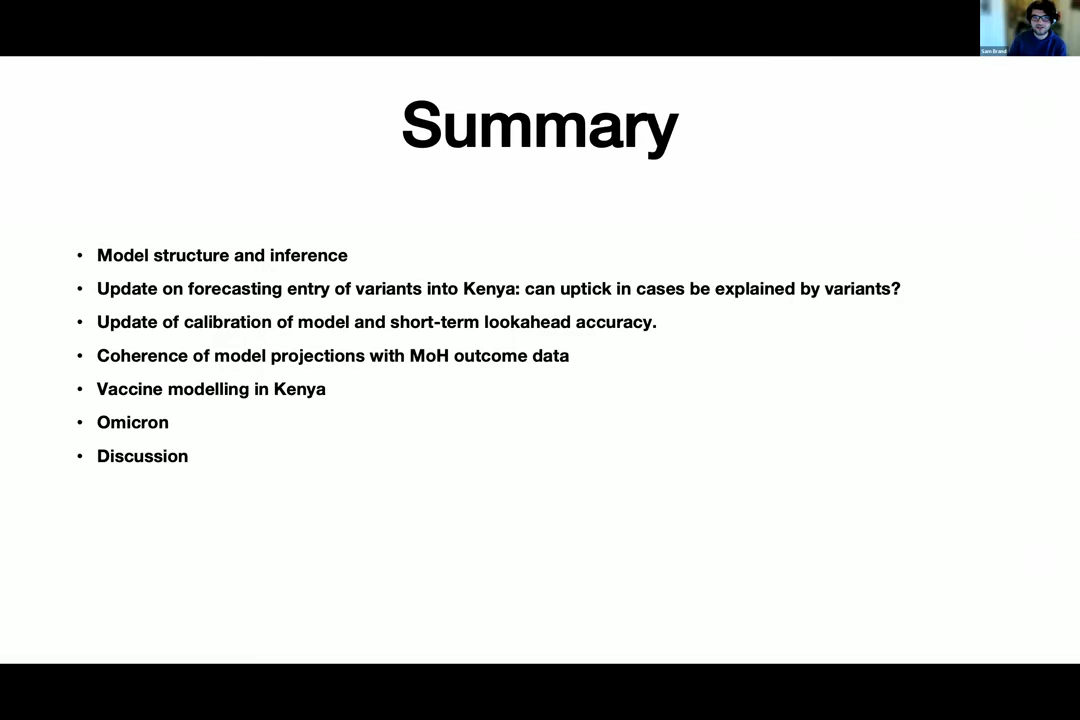 Sam Brand
Summary
• Model structure and inference
• Update on forecasting entry of variants into Kenya: can uptick in cases be explained by variants?
• Update of calibration of model and short-term lookahead accuracy.
• Coherence of model projections with MoH outcome data
• Vaccine modelling in Kenya
• Omicron
• Discussion